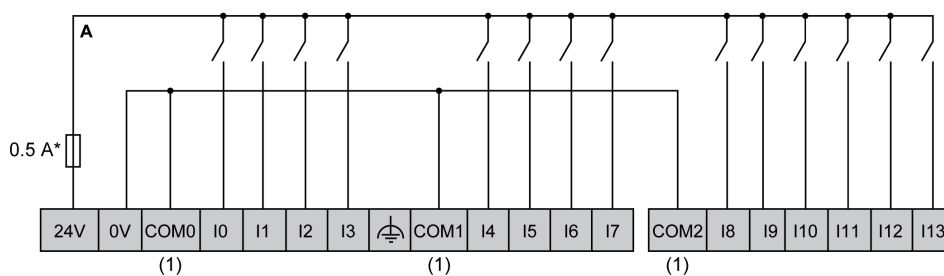 A
0.5 A*
24V 0V COM0 I0 I1 I2 I3 COM1 I4 I5 I6 I7 COM2 I8 I9 I10 I11 I12 I13
(1) (1) (1)